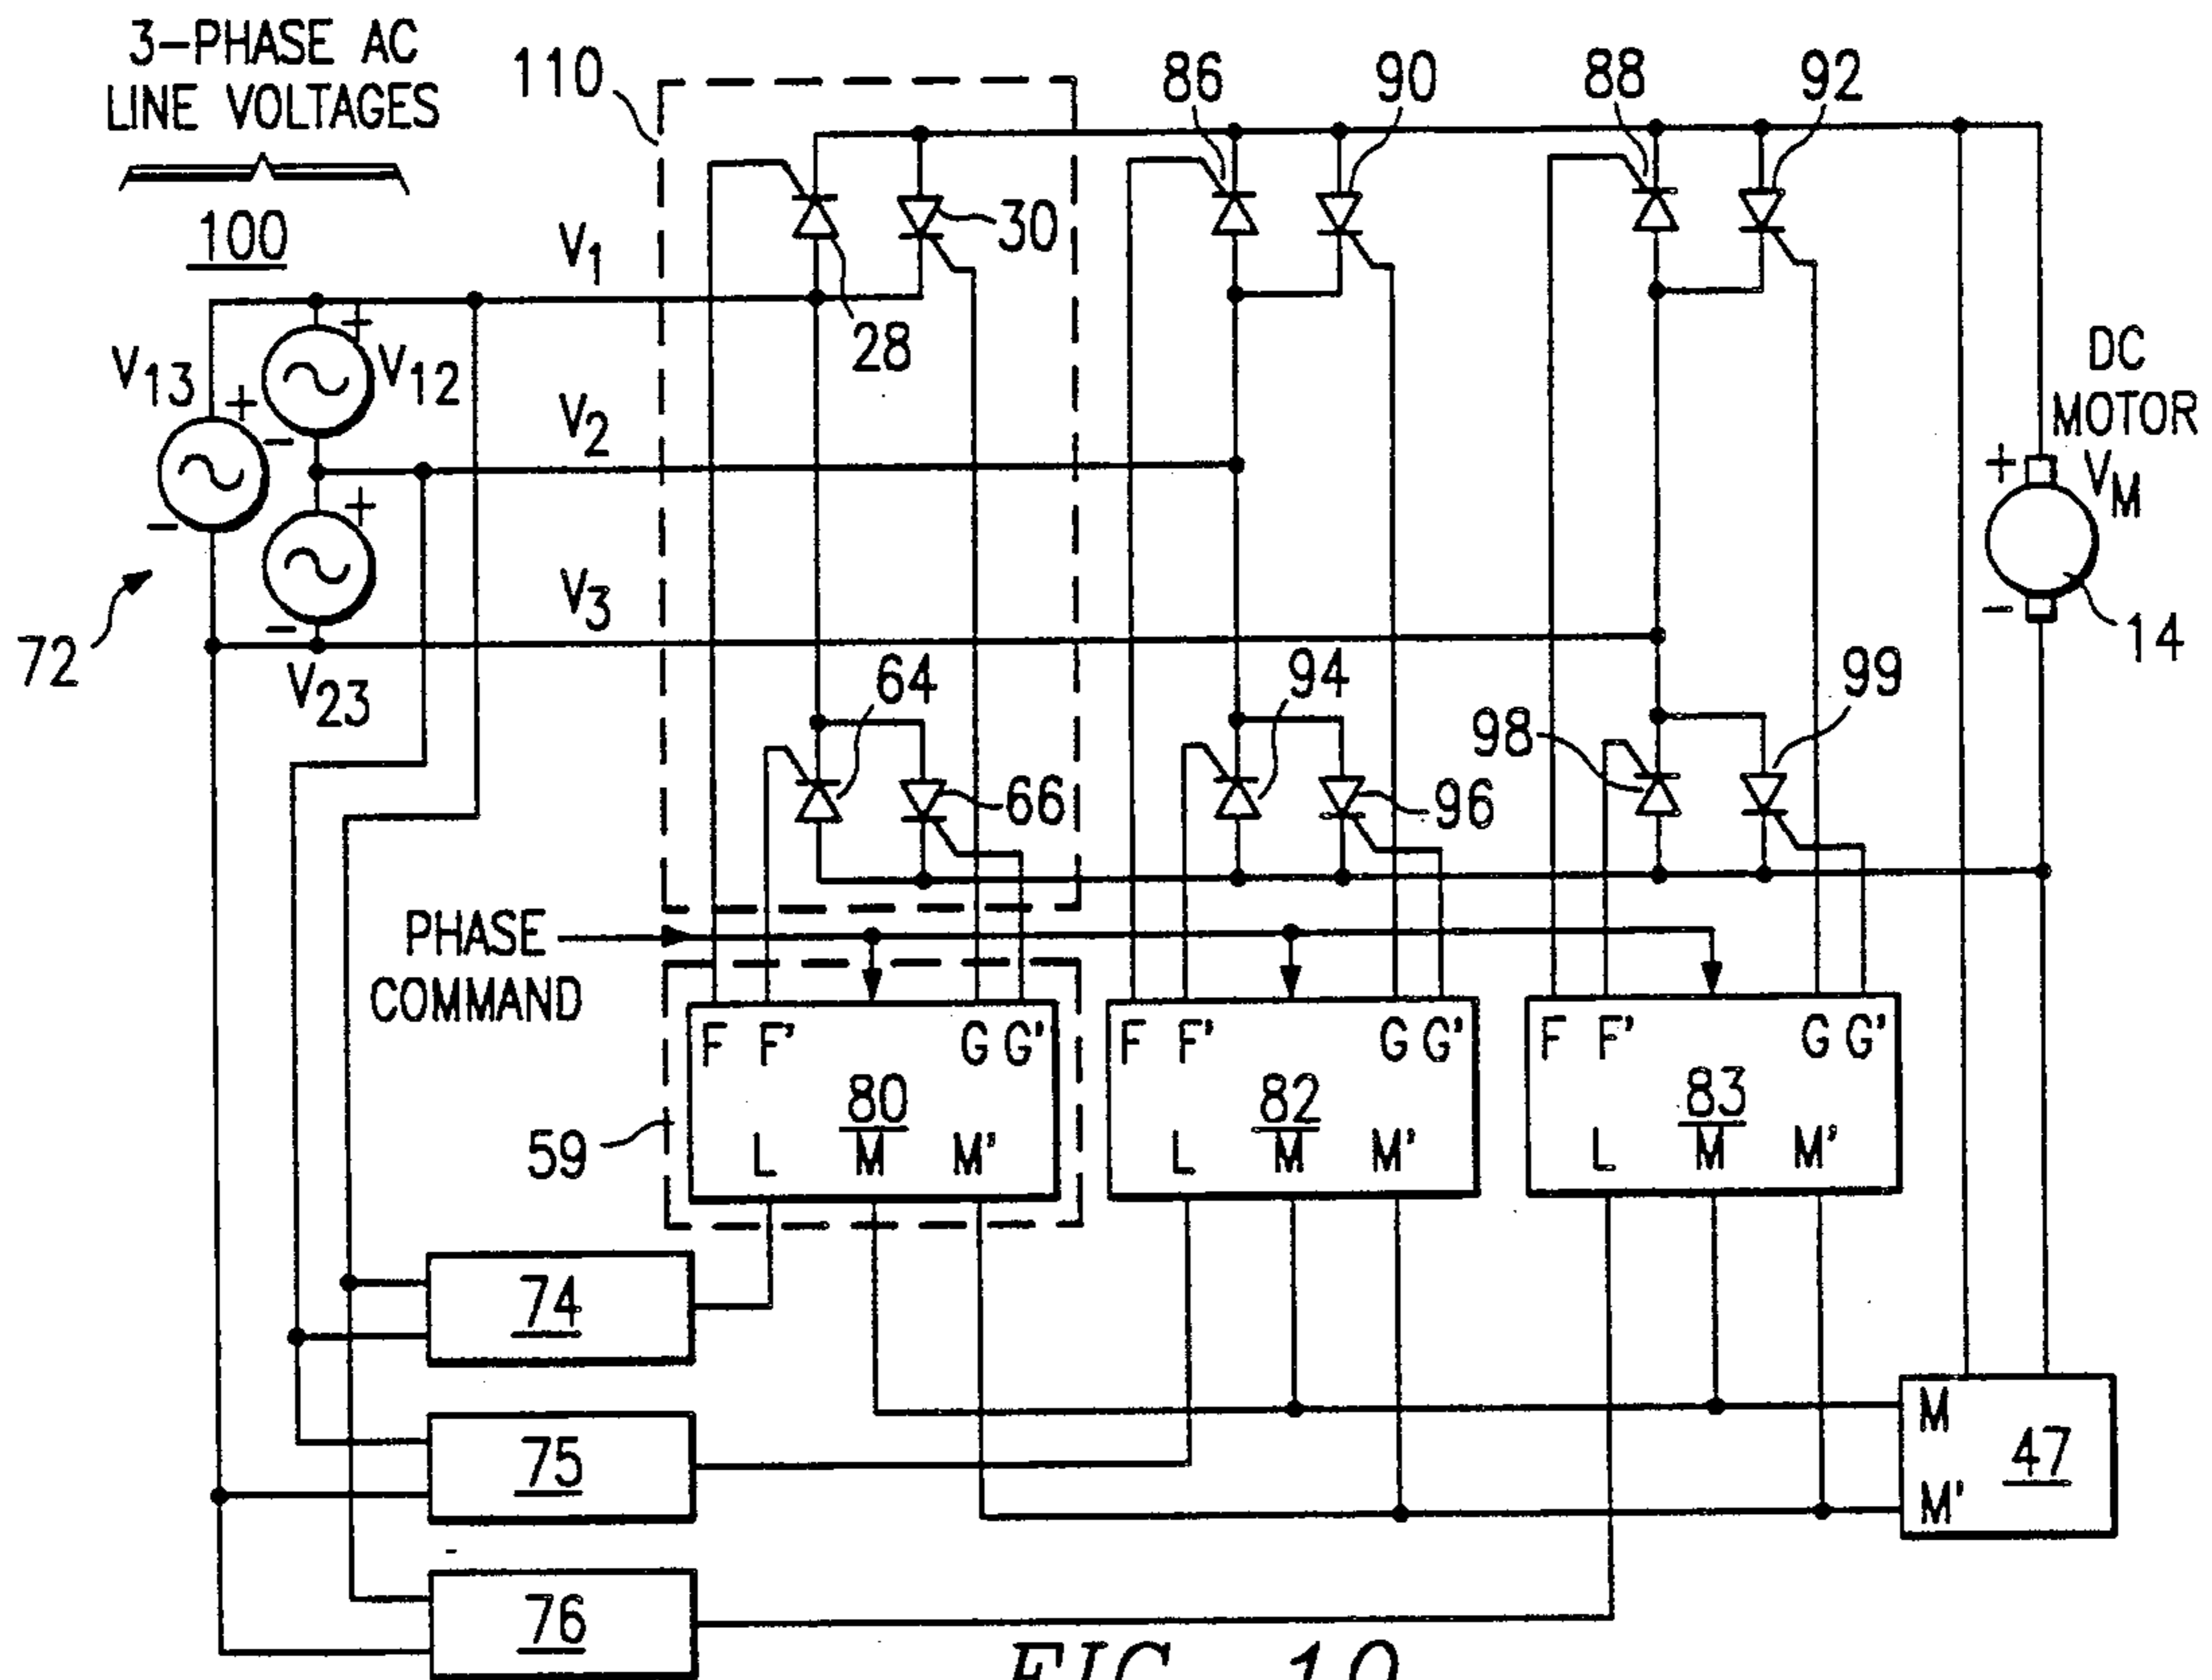 3-PHASE AC
LINE VOLTAGES
100
110
86
90
88
92
30
28
V1
V13
V12
V2
V3
V23
72
DC
MOTOR
VM
14
+
-
+
-
+
-
+
-
64
66
94
96
98
99
PHASE
COMMAND
F F' G G'
80
L M M'
59
F F' G G'
82
L M M'
F F' G G'
83
L M M'
74
75
76
M
M'
47
FIG. 10